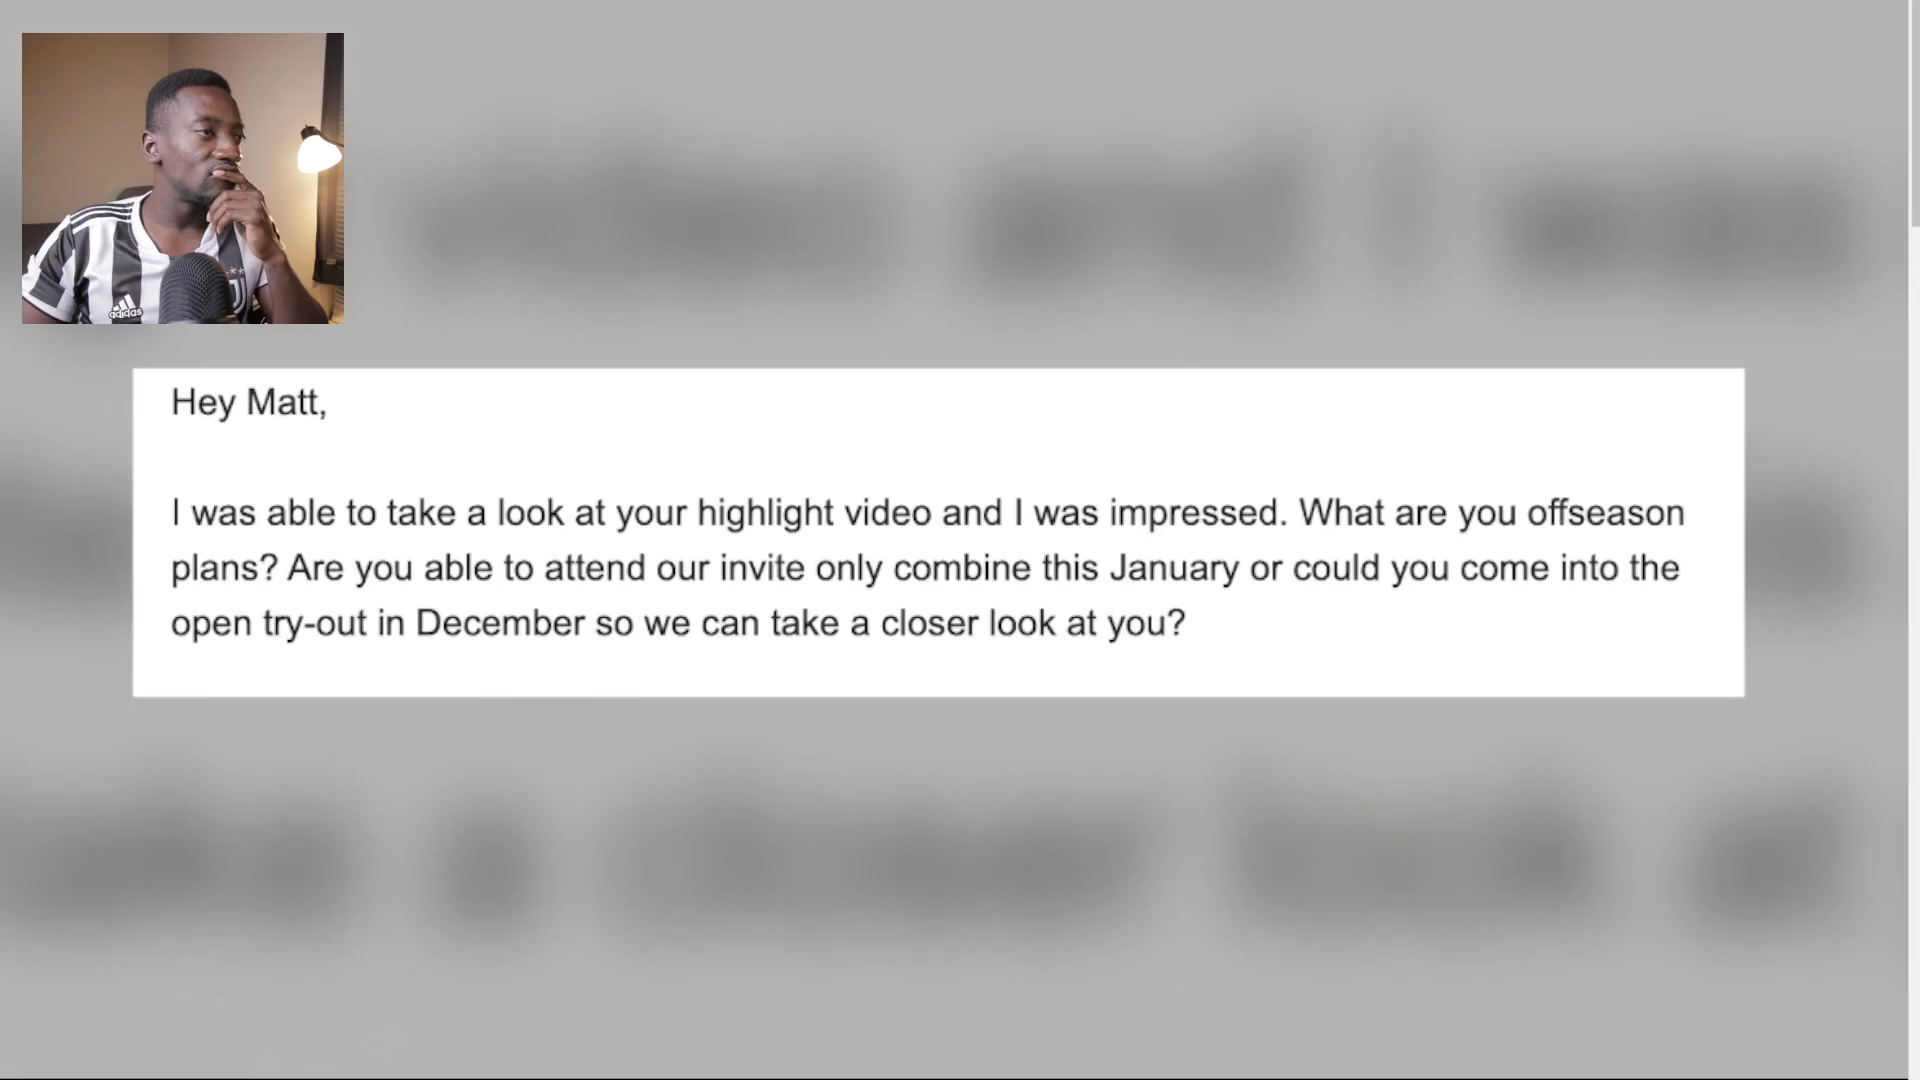 adidas
Hey Matt,
I was able to take a look at your highlight video and I was impressed. What are you offseason
plans? Are you able to attend our invite only combine this January or could you come into the
open try-out in December so we can take a closer look at you?